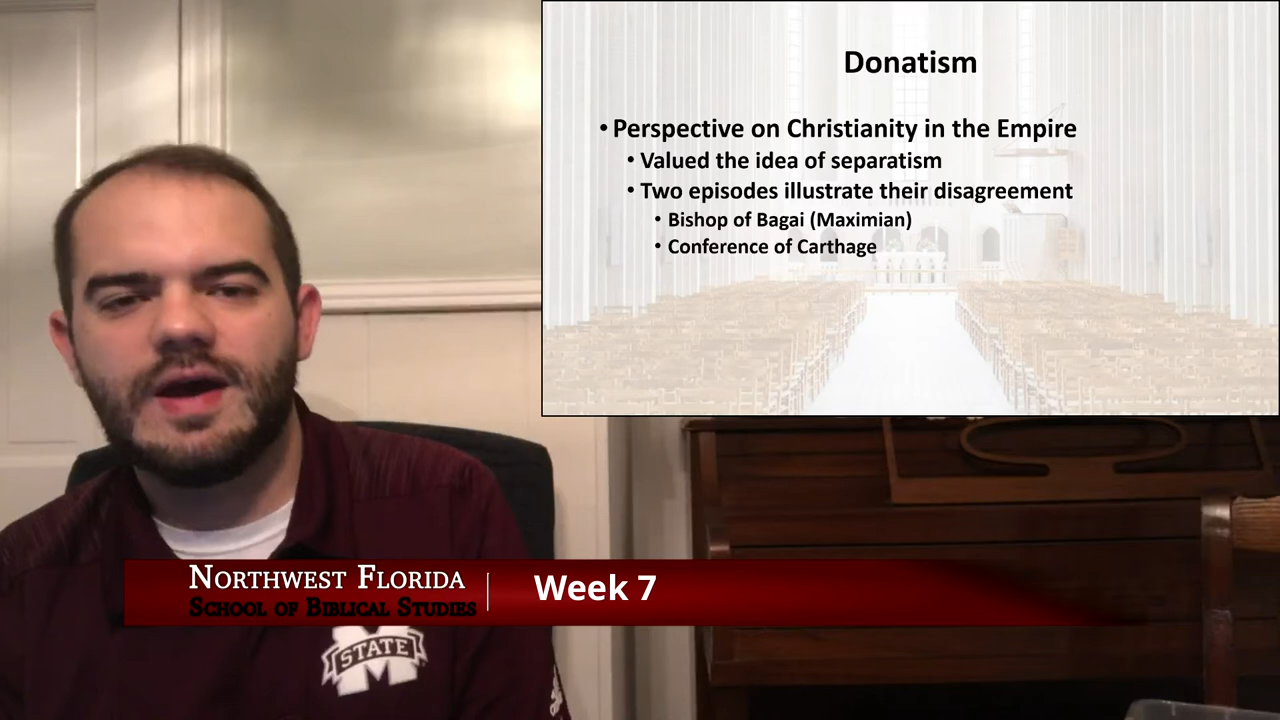 Donatism
• Perspective on Christianity in the Empire
• Valued the idea of separatism
• Two episodes illustrate their disagreement
• Bishop of Bagai (Maximian)
• Conference of Carthage
Northwest Florida
School of Biblical Studies
Week 7
M
STATE